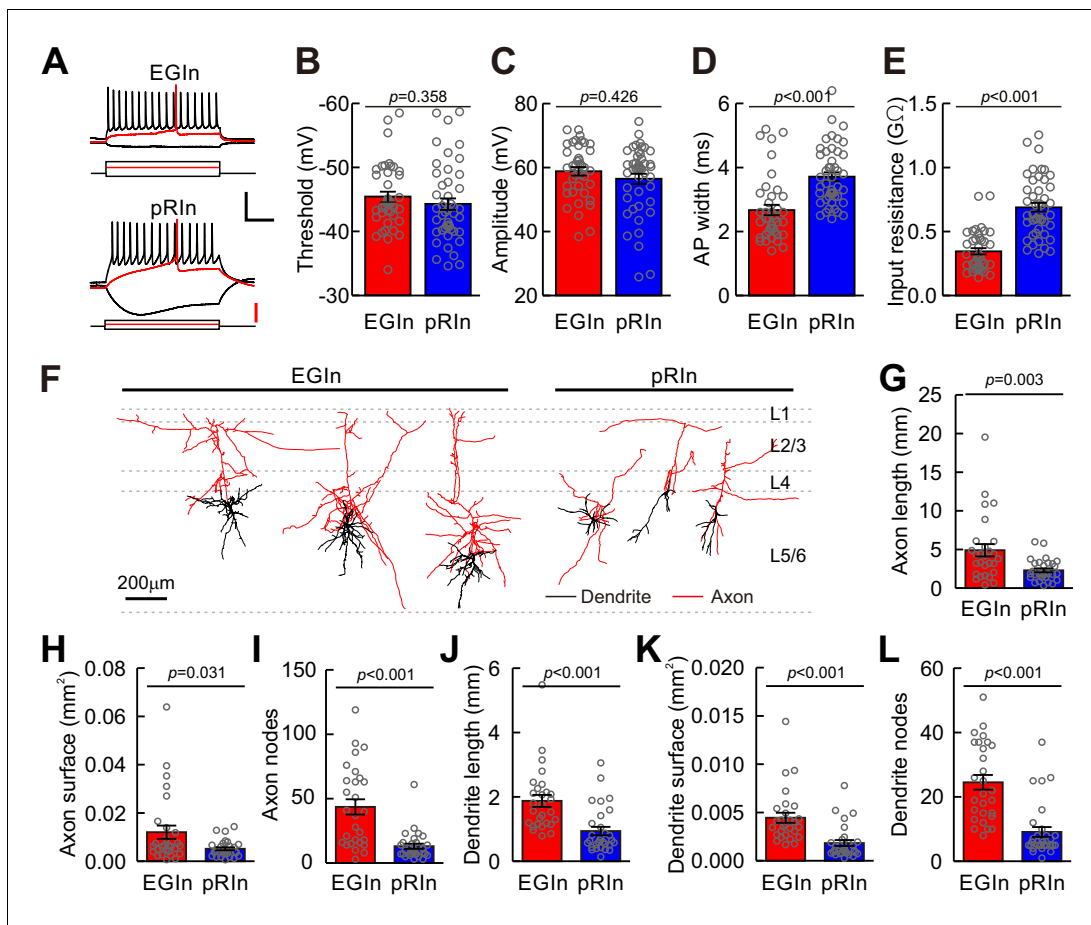 A
EGIn
pRIn
B
p=0.358
Threshold (mV)
-60
-50
-40
-30
EGIn pRIn
C
p=0.426
Amplitude (mV)
80
60
40
20
EGIn pRIn
D
p<0.001
AP width (ms)
6
4
2
0
EGIn pRIn
E
p<0.001
Input resisitance (GΩ)
1.5
1.0
0.5
0.0
EGIn pRIn
F
EGIn
pRIn
L1
L2/3
L4
L5/6
200μm
Dendrite
Axon
G
p=0.003
Axon length (mm)
25
20
15
10
5
0
EGIn pRIn
H
p=0.031
Axon surface (mm²)
0.08
0.06
0.04
0.02
0.00
EGIn pRIn
I
p<0.001
Axon nodes
150
100
50
0
EGIn pRIn
J
p<0.001
Dendrite length (mm)
6
4
2
0
EGIn pRIn
K
p<0.001
Dendrite surface (mm²)
0.020
0.015
0.010
0.005
0.000
EGIn pRIn
L
p<0.001
Dendrite nodes
60
40
20
0
EGIn pRIn